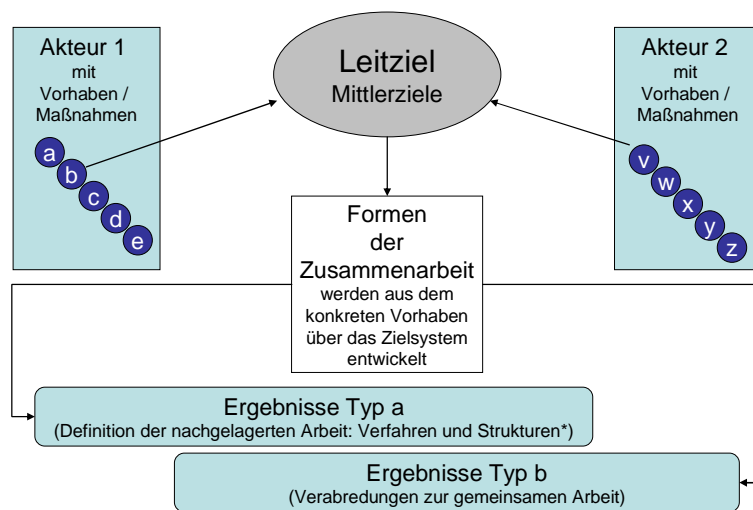 Akteur 1
mit
Vorhaben /
Maßnahmen
a
b
c
d
e
Leitziel
Mittlerziele
Akteur 2
mit
Vorhaben /
Maßnahmen
v
w
x
y
z
Formen
der
Zusammenarbeit
werden aus dem
konkreten Vorhaben
über das Zielsystem
entwickelt
Ergebnisse Typ a
(Definition der nachgelagerten Arbeit: Verfahren und Strukturen*)
Ergebnisse Typ b
(Verabredungen zur gemeinsamen Arbeit)